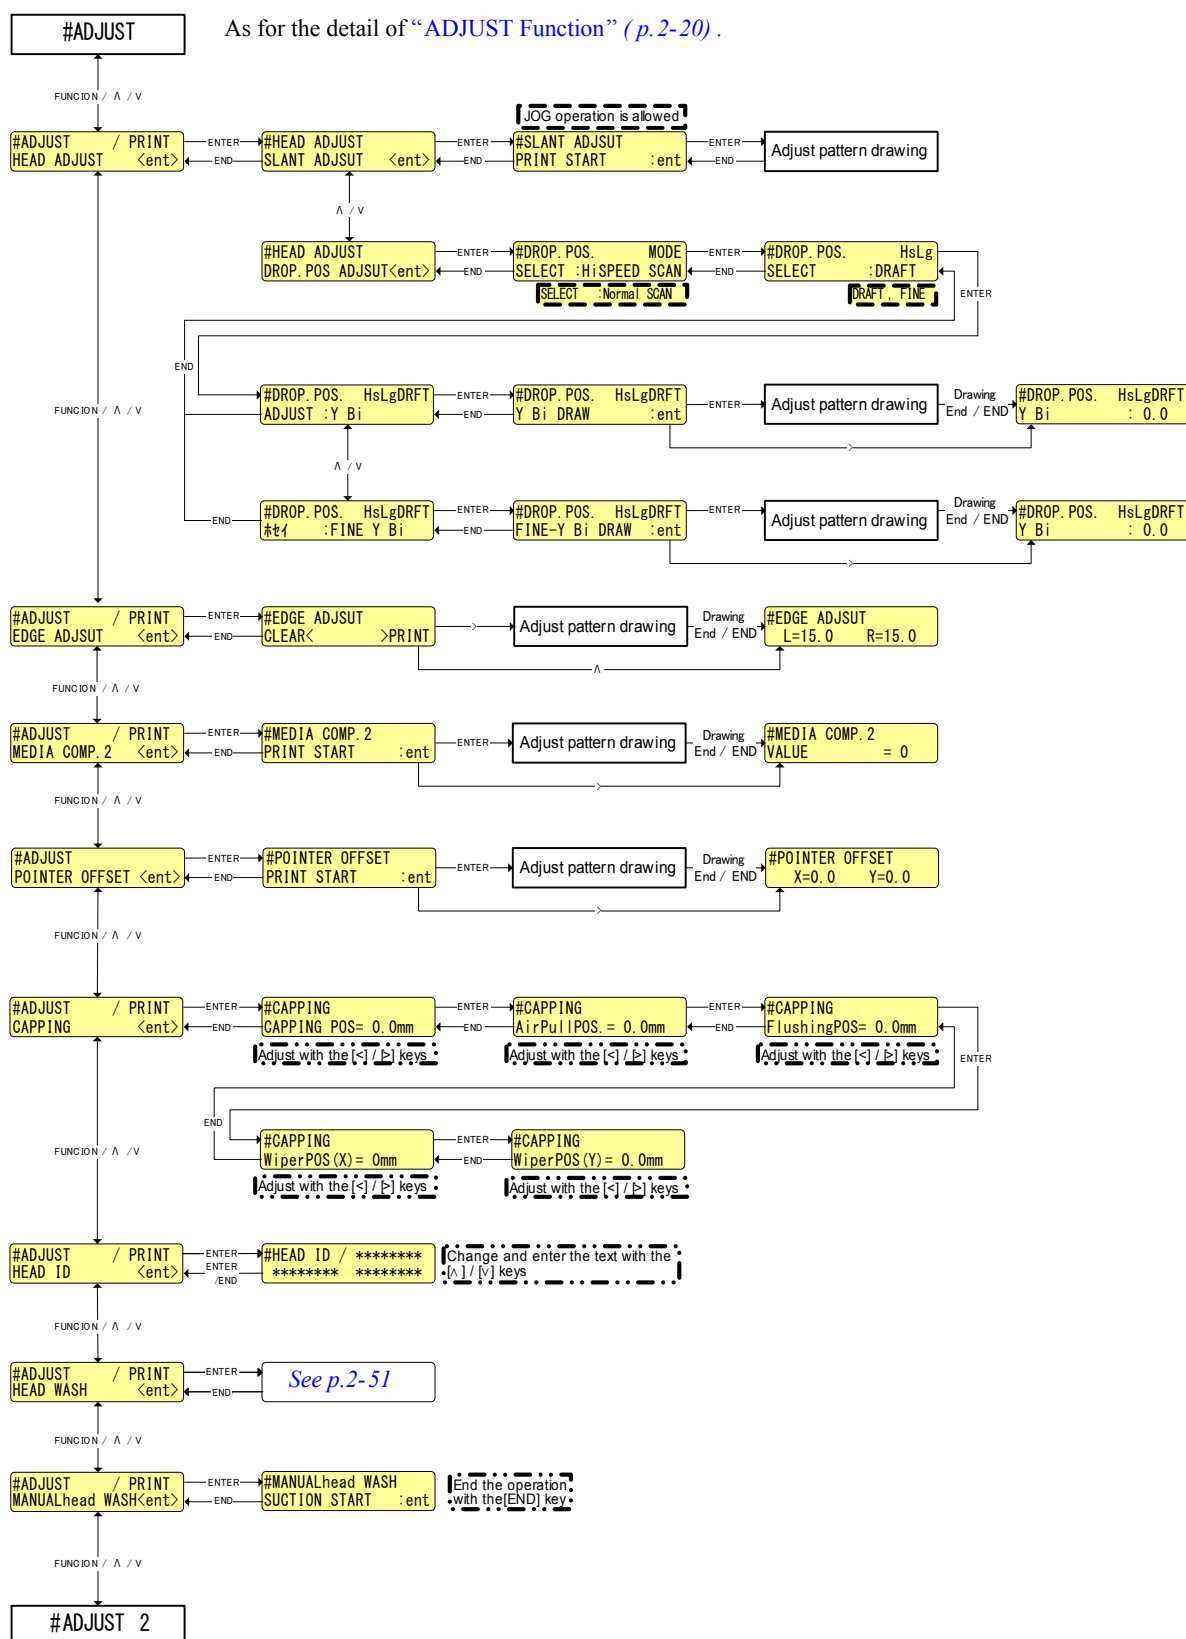 #ADJUST
As for the detail of “ADJUST Function” ( p.2-20) .
FUNCION / Λ / V
JOG operation is allowed
#ADJUST / PRINT
HEAD ADJUST <ent>
ENTER
END
#HEAD ADJUST
SLANT ADJSUT <ent>
ENTER
END
#SLANT ADJSUT
PRINT START :ent
ENTER
END
Adjust pattern drawing
Λ / V
#HEAD ADJUST
DROP.POS ADJSUT<ent>
ENTER
END
#DROP.POS. MODE
SELECT :HiSPEED SCAN
ENTER
END
#DROP.POS. HsLg
SELECT :DRAFT
SELECT :Normal SCAN
DRAFT, FINE
ENTER
END
FUNCION / Λ / V
#DROP.POS. HsLgDRFT
ADJUST :Y Bi
ENTER
END
#DROP.POS. HsLgDRFT
Y Bi DRAW :ent
ENTER
Adjust pattern drawing
Drawing
End / END
#DROP.POS. HsLgDRFT
Y Bi : 0.0
>
Λ / V
END
#DROP.POS. HsLgDRFT
ホセイ :FINE Y Bi
ENTER
END
#DROP.POS. HsLgDRFT
FINE-Y Bi DRAW :ent
ENTER
Adjust pattern drawing
Drawing
End / END
#DROP.POS. HsLgDRFT
Y Bi : 0.0
>
#ADJUST / PRINT
EDGE ADJSUT <ent>
ENTER
END
#EDGE ADJSUT
CLEAR< >PRINT
>
Adjust pattern drawing
Drawing
End / END
#EDGE ADJSUT
L=15.0 R=15.0
Λ
FUNCION / Λ / V
#ADJUST / PRINT
MEDIA COMP.2 <ent>
ENTER
END
#MEDIA COMP.2
PRINT START :ent
ENTER
Adjust pattern drawing
Drawing
End / END
#MEDIA COMP.2
VALUE = 0
>
FUNCION / Λ / V
#ADJUST
POINTER OFFSET <ent>
ENTER
END
#POINTER OFFSET
PRINT START :ent
ENTER
Adjust pattern drawing
Drawing
End / END
#POINTER OFFSET
X=0.0 Y=0.0
>
FUNCION / Λ / V
#ADJUST / PRINT
CAPPING <ent>
ENTER
END
#CAPPING
CAPPING POS= 0.0mm
ENTER
END
#CAPPING
AirPullPOS.= 0.0mm
ENTER
END
#CAPPING
FlushingPOS= 0.0mm
Adjust with the [<] / [>] keys
Adjust with the [<] / [>] keys
Adjust with the [<] / [>] keys
ENTER
END
FUNCION / Λ / V
#CAPPING
WiperPOS(X)= 0mm
ENTER
END
#CAPPING
WiperPOS(Y)= 0.0mm
Adjust with the [<] / [>] keys
Adjust with the [<] / [>] keys
#ADJUST / PRINT
HEAD ID <ent>
ENTER
ENTER
/END
#HEAD ID / ********
******** ********
Change and enter the text with the
[∧] / [∨] keys
FUNCION / Λ / V
#ADJUST / PRINT
HEAD WASH <ent>
ENTER
END
See p.2-51
FUNCION / Λ / V
#ADJUST / PRINT
MANUALhead WASH<ent>
ENTER
END
#MANUALhead WASH
SUCTION START :ent
End the operation
with the[END] key
FUNCION / Λ / V
#ADJUST 2